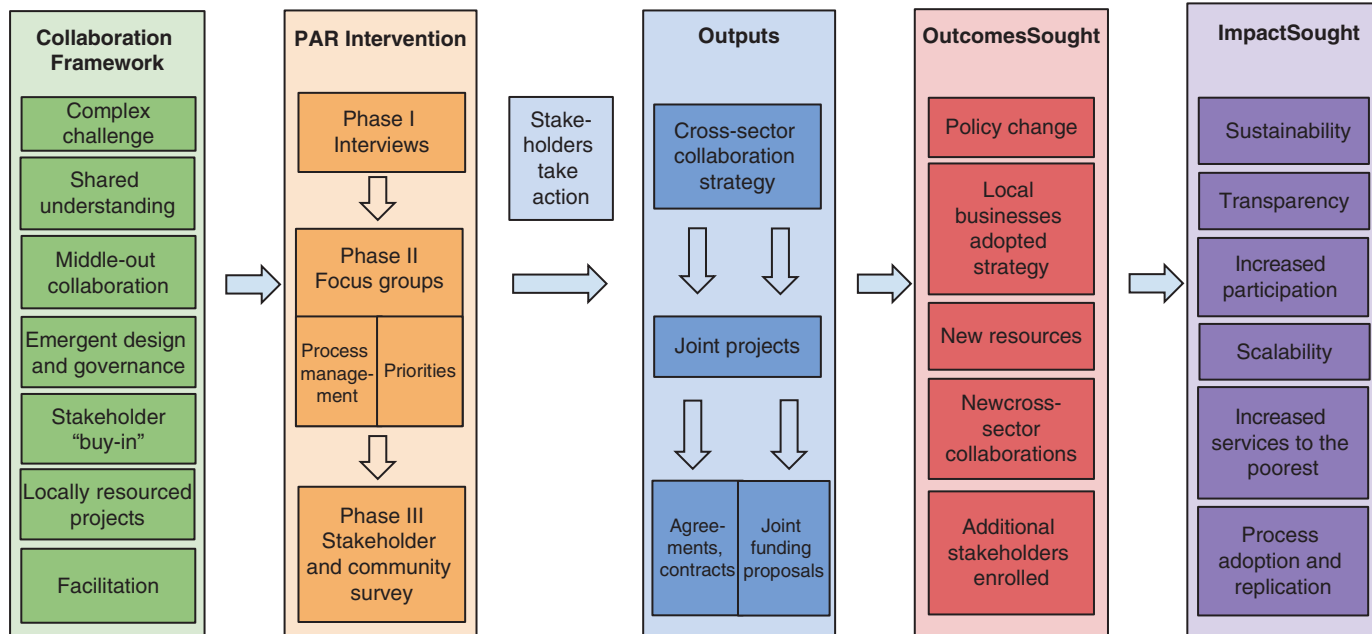 Collaboration
Framework
Complex
challenge
Shared
understanding
Middle-out
collaboration
Emergent design
and governance
Stakeholder
“buy-in”
Locally resourced
projects
Facilitation
PAR Intervention
Phase I
Interviews
Phase II
Focus groups
Process
manage-
ment
Priorities
Phase III
Stakeholder
and community
survey
Stake-
holders
take
action
Outputs
Cross-sector
collaboration
strategy
Joint projects
Agree-
ments,
contracts
Joint
funding
proposals
OutcomesSought
Policy change
Local
businesses
adopted
strategy
New resources
Newcross-
sector
collaborations
Additional
stakeholders
enrolled
ImpactSought
Sustainability
Transparency
Increased
participation
Scalability
Increased
services to the
poorest
Process
adoption and
replication